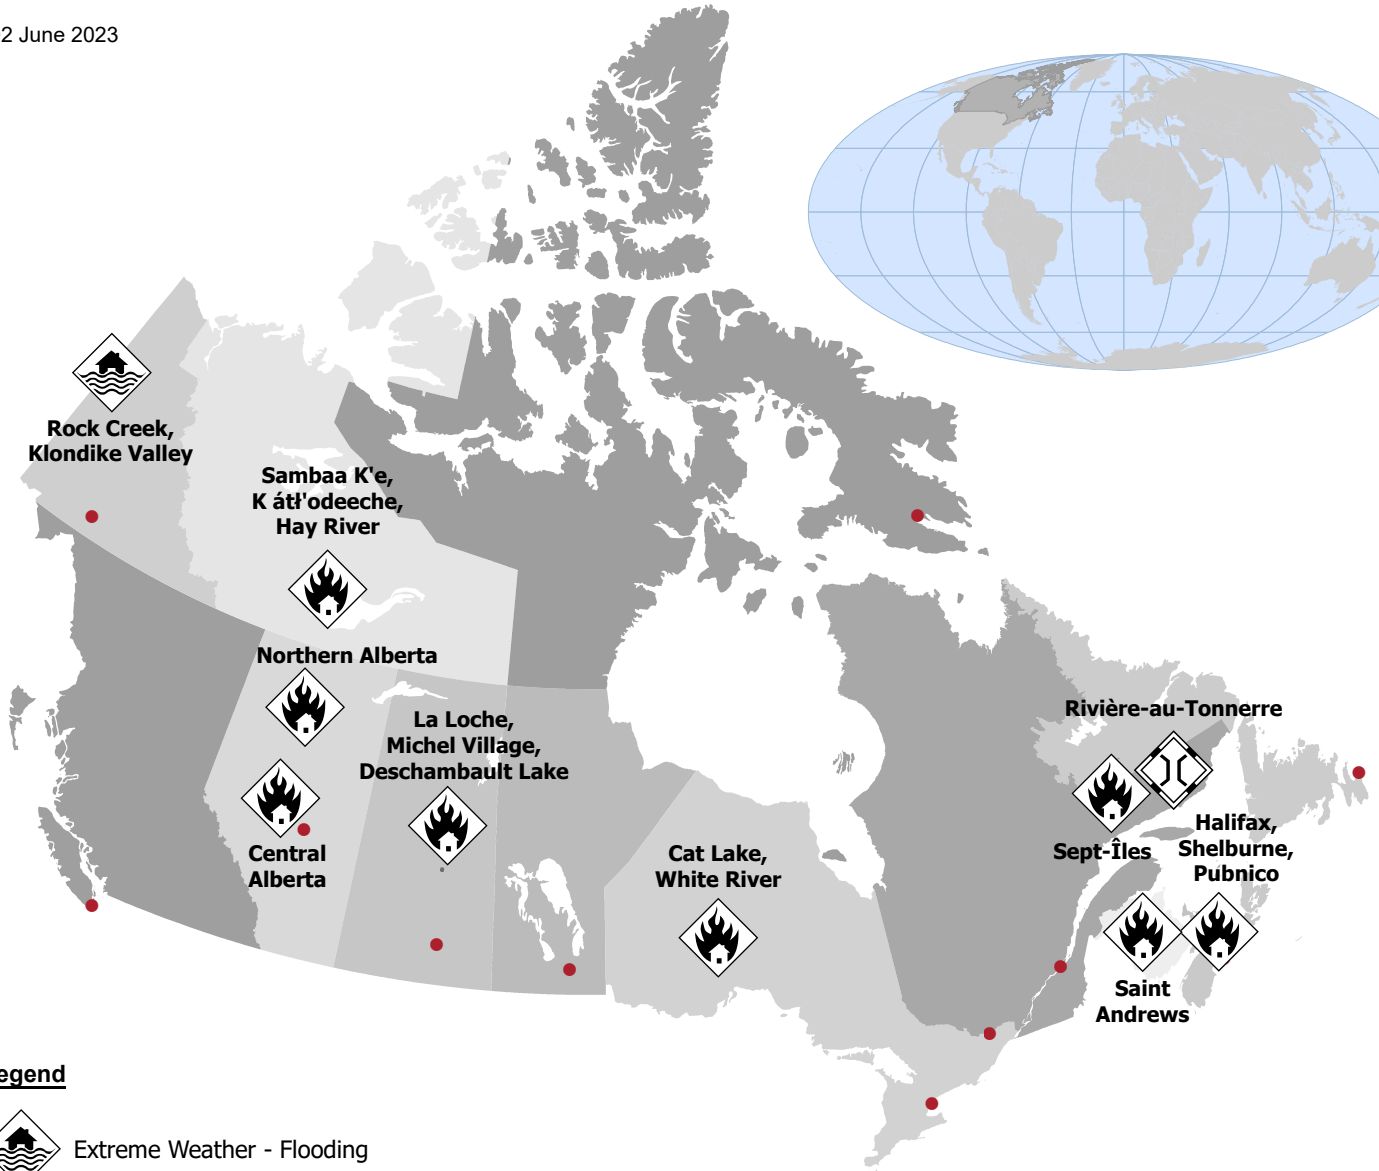 2 June 2023
Rock Creek,
Klondike Valley
Sambaa K'e,
K átł'odeeche,
Hay River
Northern Alberta
La Loche,
Michel Village,
Deschambault Lake
Central
Alberta
Cat Lake,
White River
Rivière-au-Tonnerre
Sept-Îles
Halifax,
Shelburne,
Pubnico
Saint
Andrews
egend
Extreme Weather - Flooding